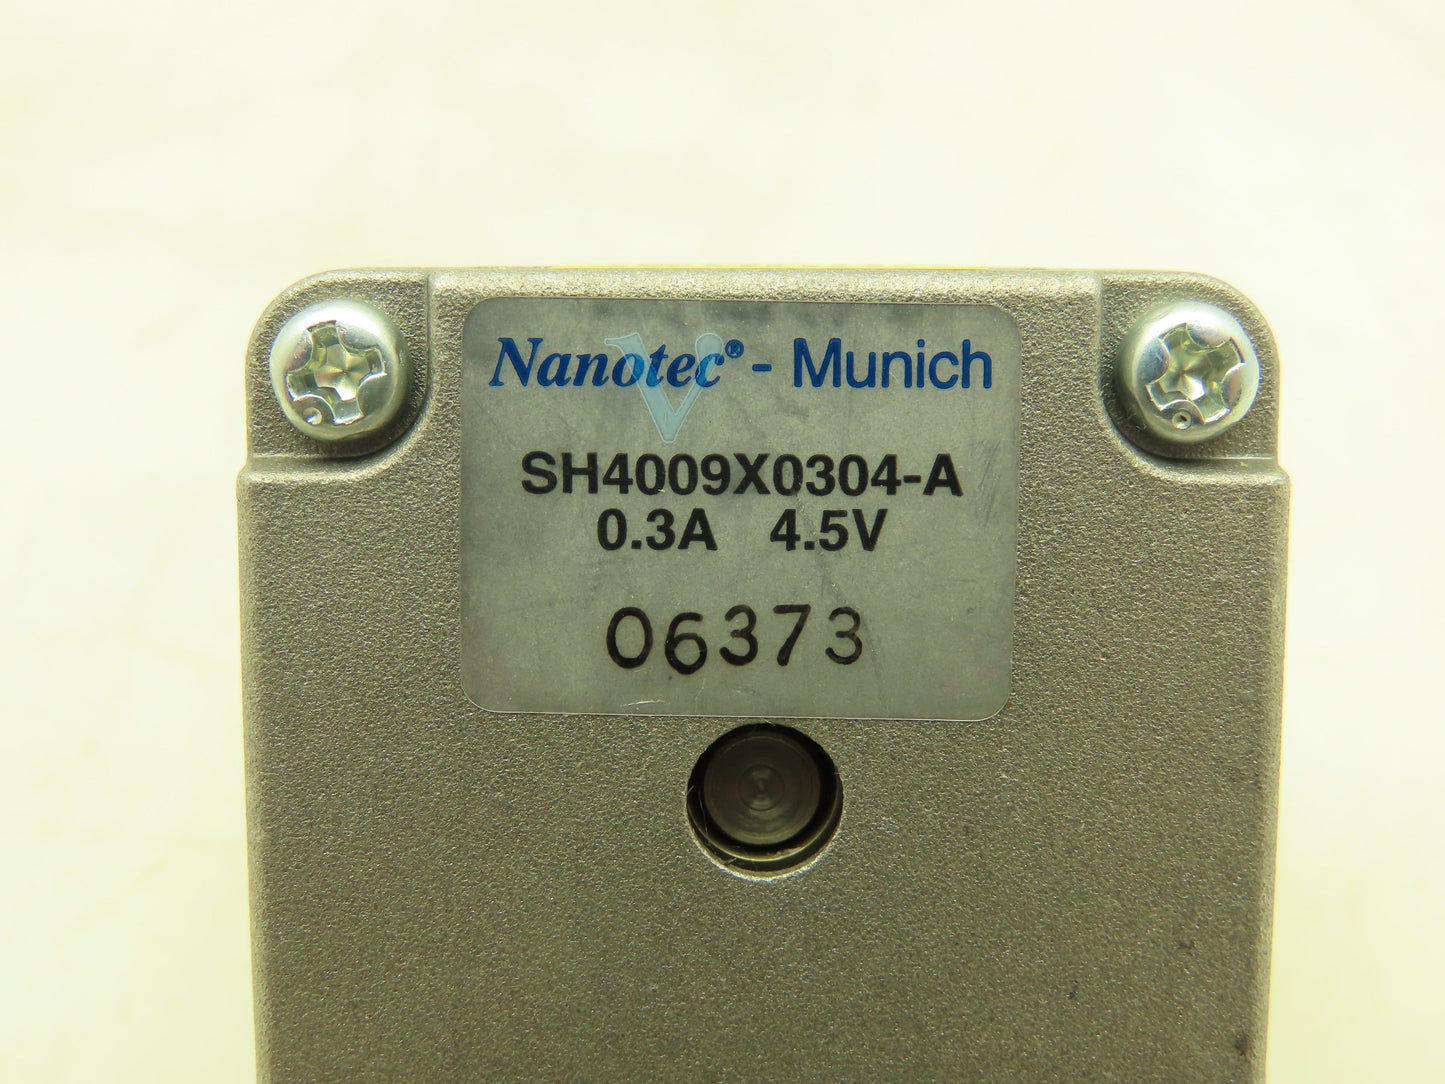 Nanotec® - Munich
SH4009X0304-A
0.3A 4.5V
06373
V